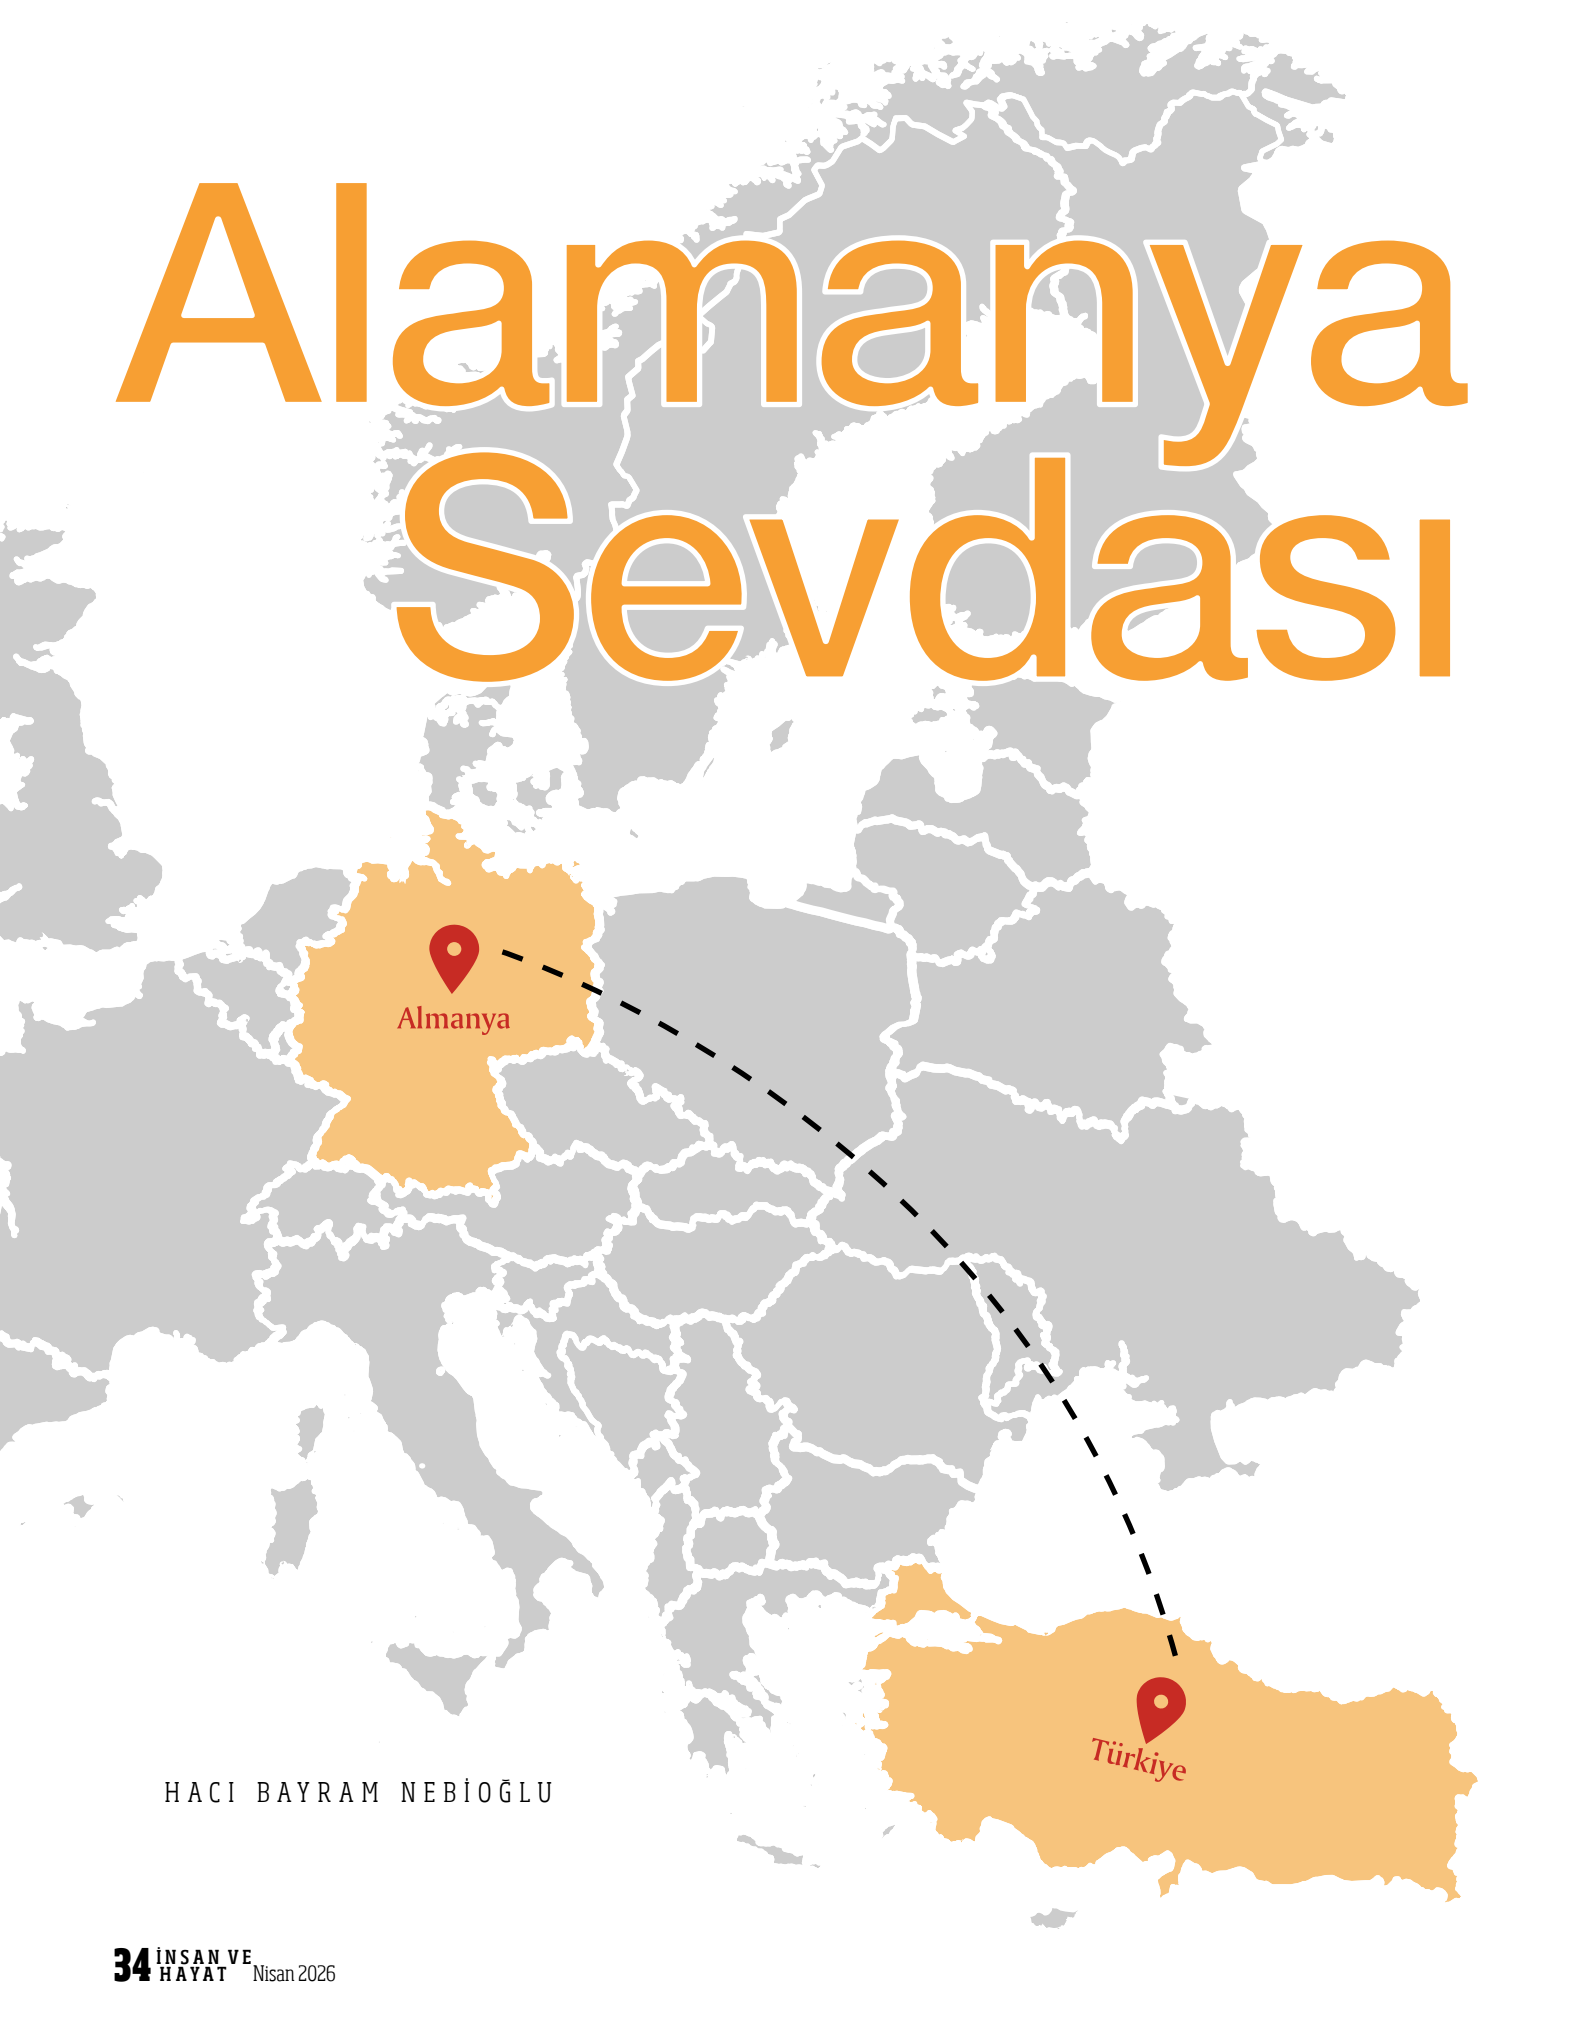 Alamanya
Sevdası
Almanya
Türkiye
HACI BAYRAM NEBİOĞLU
34 İNSAN VE
HAYAT Nisan 2026